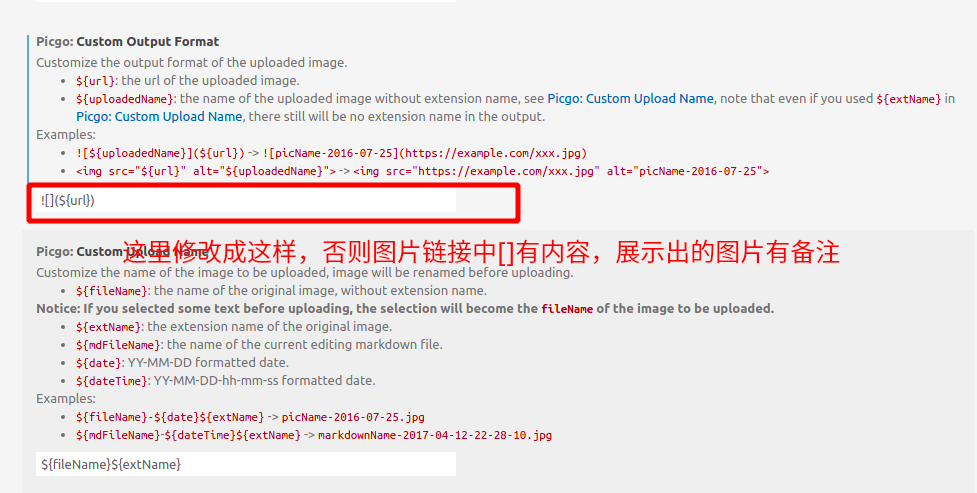 Picgo: Custom Output Format
Customize the output format of the uploaded image.
• ${url}: the url of the uploaded image.
• ${uploadedName}: the name of the uploaded image without extension name, see Picgo: Custom Upload Name, note that even if you used ${extName} in
Picgo: Custom Upload Name, there still will be no extension name in the output.
Examples:
• ![${uploadedName}](${url}) -> ![picName-2016-07-25](https://example.com/xxx.jpg)
• <img src="${url}" alt="${uploadedName}"> -> <img src="https://example.com/xxx.jpg" alt="picName-2016-07-25">
![](${url})
这里修改成这样，否则图片链接中[]有内容，展示出的图片有备注
Picgo: Custom Upload Name
Customize the name of the image to be uploaded, image will be renamed before uploading.
• ${fileName}: the name of the original image, without extension name.
Notice: If you selected some text before uploading, the selection will become the fileName of the image to be uploaded.
• ${extName}: the extension name of the original image.
• ${mdFileName}: the name of the current editing markdown file.
• ${date}: YY-MM-DD formatted date.
• ${dateTime}: YY-MM-DD-hh-mm-ss formatted date.
Examples:
• ${fileName}-${date}${extName} -> picName-2016-07-25.jpg
• ${mdFileName}-${dateTime}${extName} -> markdownName-2017-04-12-22-28-10.jpg
${fileName}${extName}